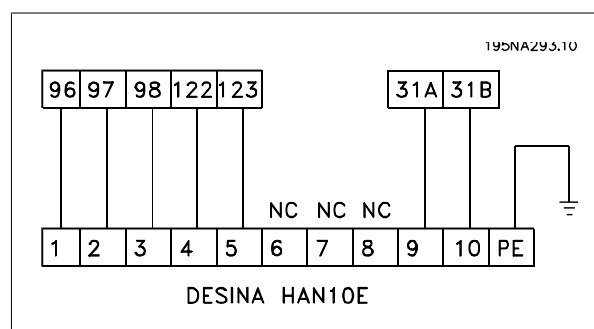 195NA293.10
96 97 98 122 123 31A 31B
NC NC NC
1 2 3 4 5 6 7 8 9 10 PE
DESINA HAN10E